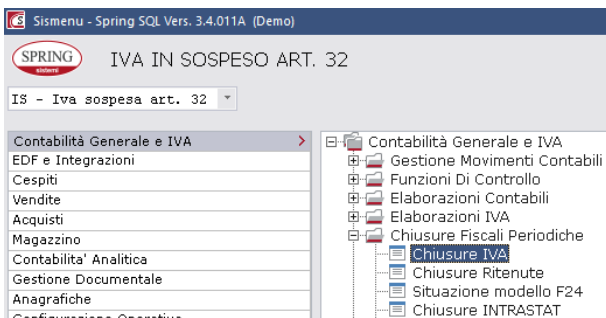 Sismenu - Spring SQL Vers. 3.4.011A (Demo)
SPRING
sistemi
IVA IN SOSPESO ART. 32
IS - Iva sospesa art. 32
Contabilità Generale e IVA
EDF e Integrazioni
Cespiti
Vendite
Acquisti
Magazzino
Contabilita' Analitica
Gestione Documentale
Anagrafiche
Configurazione Operativa
Contabilità Generale e IVA
Gestione Movimenti Contabili
Funzioni Di Controllo
Elaborazioni Contabili
Elaborazioni IVA
Chiusure Fiscali Periodiche
Chiusure IVA
Chiusure Ritenute
Situazione modello F24
Chiusure INTRASTAT